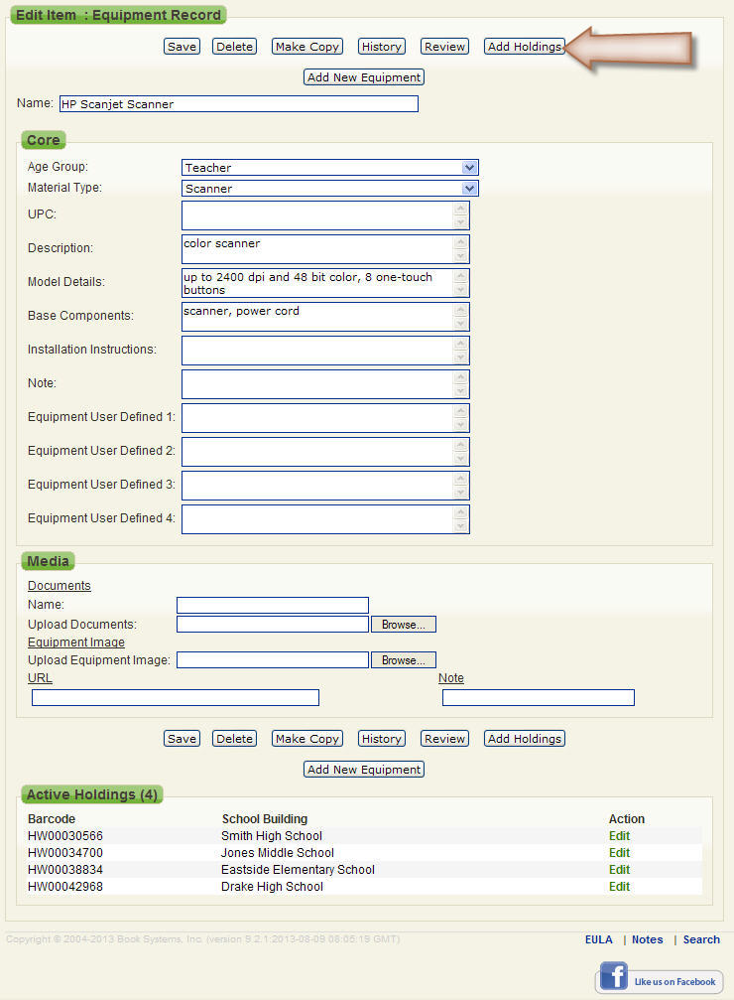 Edit Item : Equipment Record
Save Delete Make Copy History Review Add Holdings
Add New Equipment
Name: HP Scanjet Scanner
Core
Age Group: Teacher
Material Type: Scanner
UPC:
Description: color scanner
Model Details: up to 2400 dpi and 48 bit color, 8 one-touch
buttons
Base Components: scanner, power cord
Installation Instructions:
Note:
Equipment User Defined 1:
Equipment User Defined 2:
Equipment User Defined 3:
Equipment User Defined 4:
Media
Documents
Name:
Upload Documents: Browse...
Equipment Image
Upload Equipment Image: Browse...
URL Note
Save Delete Make Copy History Review Add Holdings
Add New Equipment
Active Holdings (4)
Barcode School Building Action
HW00030566 Smith High School Edit
HW00034700 Jones Middle School Edit
HW00038834 Eastside Elementary School Edit
HW00042968 Drake High School Edit
Copyright © 2004-2013 Book Systems, Inc. (version 9.2.1:2013-08-09 08:05:19 GMT) EULA | Notes | Search
f Like us on Facebook